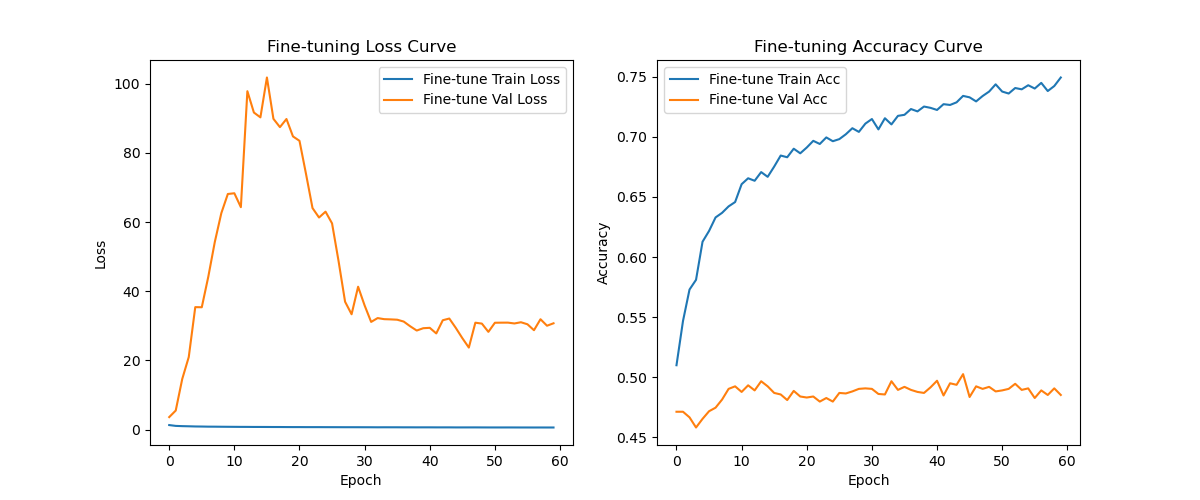 Fine-tuning Loss Curve
Loss
100
80
60
40
20
0
Fine-tune Train Loss
Fine-tune Val Loss
0 10 20 30 40 50 60
Epoch
Fine-tuning Accuracy Curve
Accuracy
0.75
0.70
0.65
0.60
0.55
0.50
0.45
Fine-tune Train Acc
Fine-tune Val Acc
0 10 20 30 40 50 60
Epoch